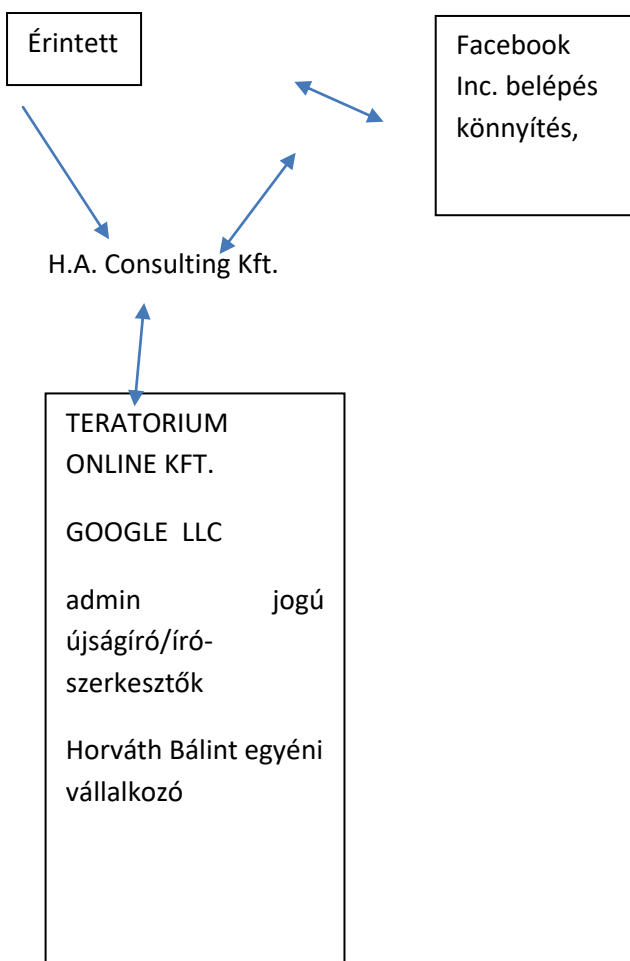 Érintett
Facebook
Inc. belépés
könnyítés,
H.A. Consulting Kft.
TERATORIUM
ONLINE KFT.
GOOGLE LLC
admin jogú
újságíró/író-
szerkesztők
Horváth Bálint egyéni
vállalkozó